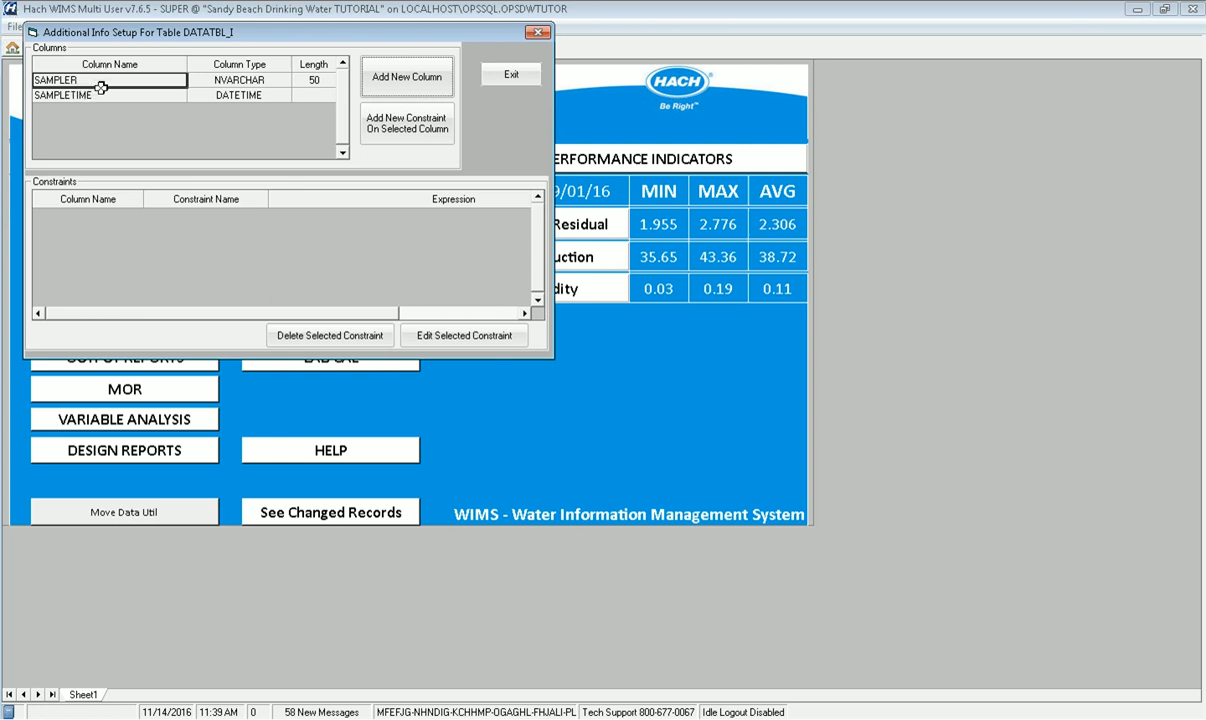 Hach WIMS Multi User v7.6.5 - SUPER @ "Sandy Beach Drinking Water TUTORIAL" on LOCALHOST\OPSSQL.OPSDWTUTOR
File
Additional Info Setup For Table DATATBL_I
Columns
Column Name Column Type Length
SAMPLER NVARCHAR 50
SAMPLETIME DATETIME
Add New Column
Add New Constraint
On Selected Column
Exit
HACH
Be Right™
Constraints
Column Name Constraint Name Expression
Delete Selected Constraint
Edit Selected Constraint
ERFORMANCE INDICATORS
9/01/16 MIN MAX AVG
Residual 1.955 2.776 2.306
uction 35.65 43.36 38.72
dity 0.03 0.19 0.11
MOR
VARIABLE ANALYSIS
DESIGN REPORTS
HELP
Move Data Util
See Changed Records
WIMS - Water Information Management System
Sheet1
11/14/2016 11:39 AM 0 58 New Messages MFEFJG-NHNDIG-KCHHMP-OGAGHL-FHJALI-PL Tech Support 800-677-0067 Idle Logout Disabled